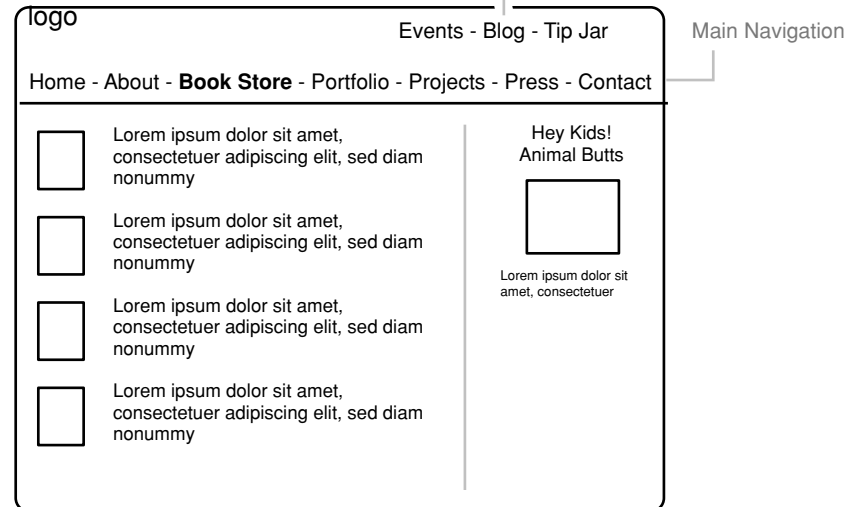 logo
Events - Blog - Tip Jar
Main Navigation
Home - About - Book Store - Portfolio - Projects - Press - Contact
Lorem ipsum dolor sit amet,
consectetuer adipiscing elit, sed diam
nonummy
Lorem ipsum dolor sit amet,
consectetuer adipiscing elit, sed diam
nonummy
Lorem ipsum dolor sit amet,
consectetuer adipiscing elit, sed diam
nonummy
Lorem ipsum dolor sit amet,
consectetuer adipiscing elit, sed diam
nonummy
Hey Kids!
Animal Butts
Lorem ipsum dolor sit
amet, consectetuer